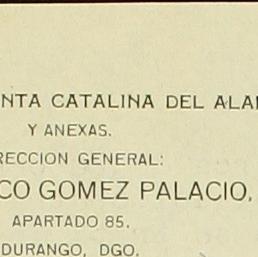 NTA CATALINA DEL ALA
Y ANEXAS.
RECCION GENERAL:
CO GOMEZ PALACIO.
APARTADO 85.
DURANGO, DGO.